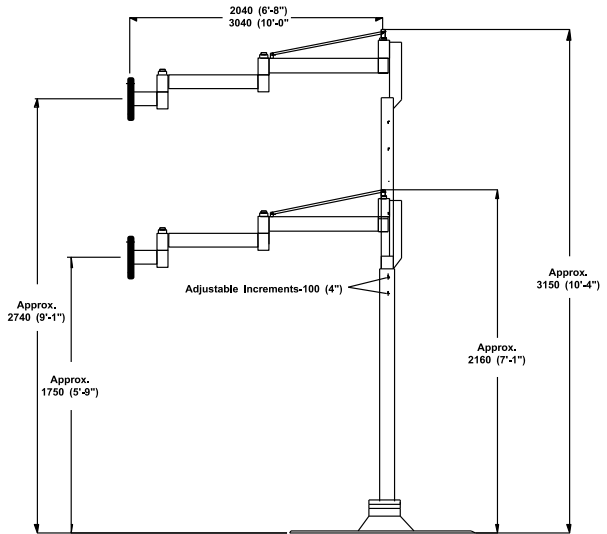 2040 (6'-8")
3040 (10'-0"
Adjustable Increments-100 (4")
Approx.
3150 (10'-4")
Approx.
2740 (9'-1")
Approx.
2160 (7'-1")
Approx.
1750 (5'-9")